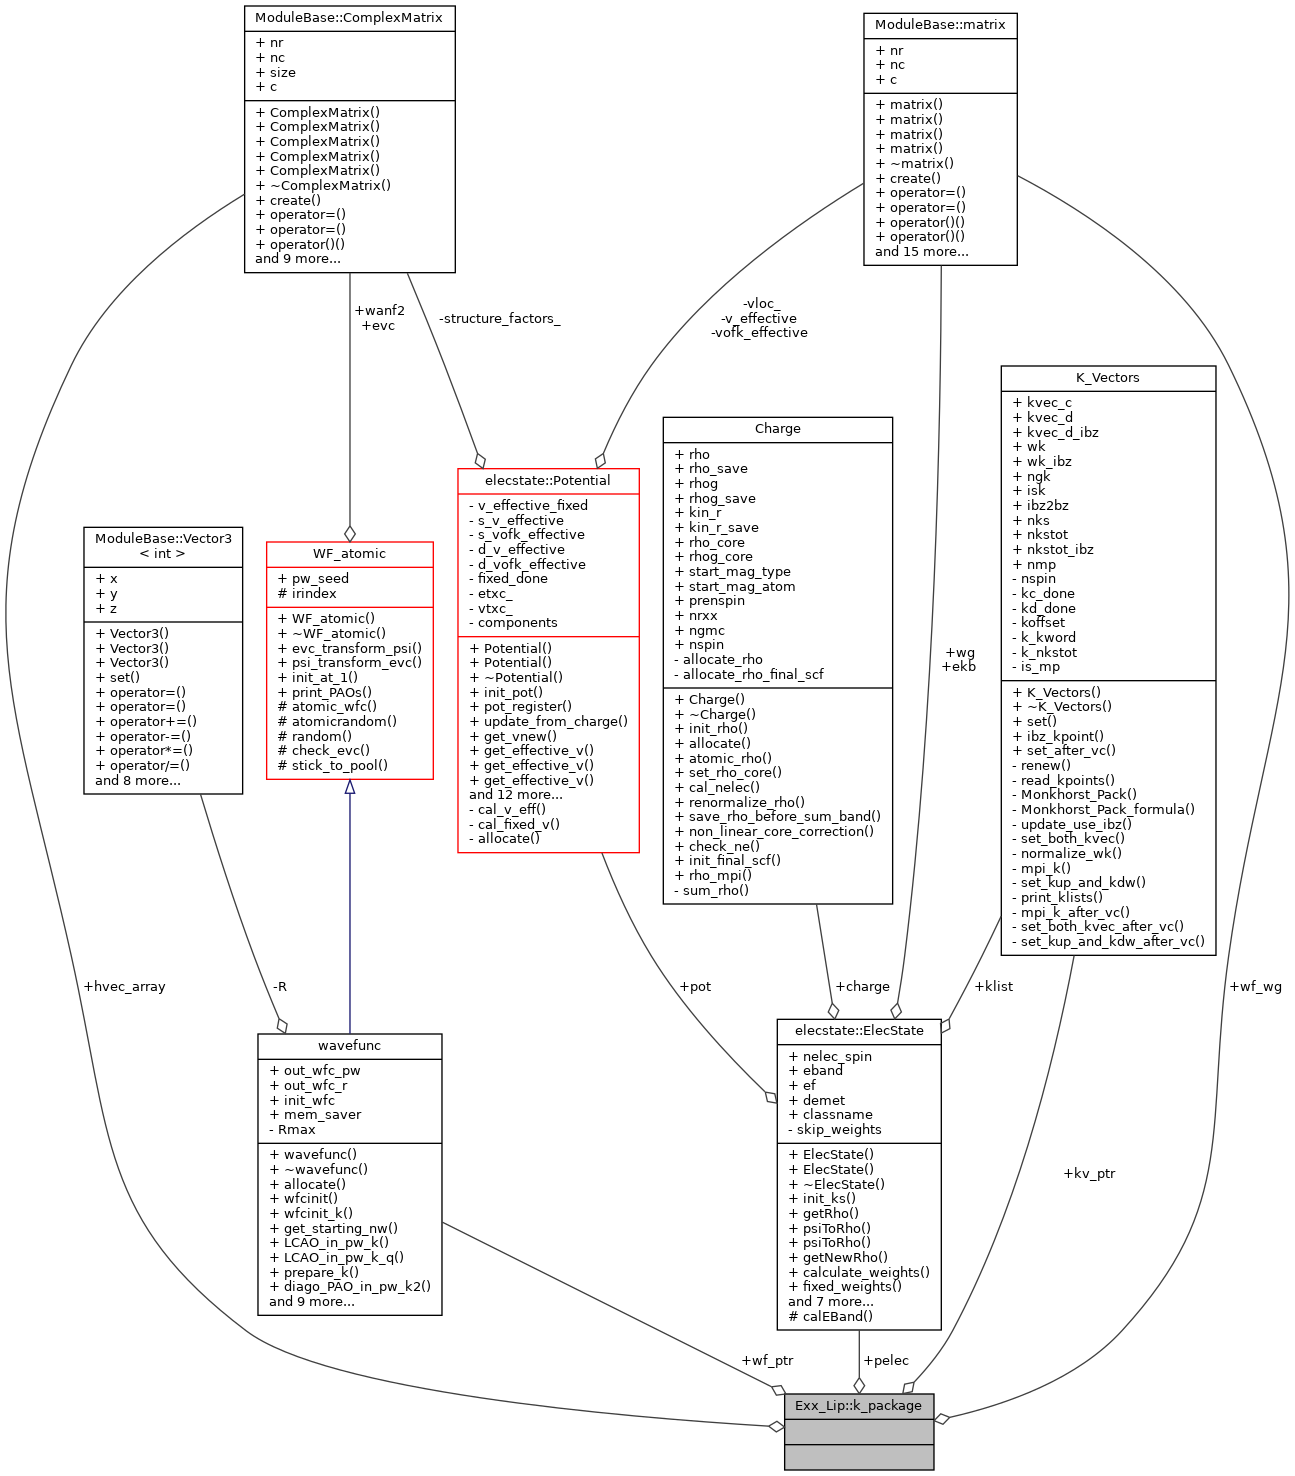 ModuleBase::ComplexMatrix
+ nr
+ nc
+ size
+ c
+ ComplexMatrix()
+ ComplexMatrix()
+ ComplexMatrix()
+ ComplexMatrix()
+ ComplexMatrix()
+ ~ComplexMatrix()
+ create()
+ operator=()
+ operator=()
+ operator()()
and 9 more...
ModuleBase::matrix
+ nr
+ nc
+ c
+ matrix()
+ matrix()
+ matrix()
+ matrix()
+ ~matrix()
+ create()
+ operator=()
+ operator=()
+ operator()()
+ operator()()
and 15 more...
+wanf2
+evc
-structure_factors_
-vloc_
-v_effective
-vofk_effective
K_Vectors
+ kvec_c
+ kvec_d
+ kvec_d_ibz
+ wk
+ wk_ibz
+ ngk
+ isk
+ ibz2bz
+ nks
+ nkstot
+ nkstot_ibz
+ nmp
- nspin
- kc_done
- kd_done
- koffset
- k_kword
- k_nkstot
- is_mp
+ K_Vectors()
+ ~K_Vectors()
+ set()
+ ibz_kpoint()
+ set_after_vc()
- renew()
- read_kpoints()
- Monkhorst_Pack()
- Monkhorst_Pack_formula()
- update_use_ibz()
- set_both_kvec()
- normalize_wk()
- mpi_k()
- set_kup_and_kdw()
- print_klists()
- mpi_k_after_vc()
- set_both_kvec_after_vc()
- set_kup_and_kdw_after_vc()
Charge
+ rho
+ rho_save
+ rhog
+ rhog_save
+ kin_r
+ kin_r_save
+ rho_core
+ rhog_core
+ start_mag_type
+ start_mag_atom
+ prenspin
+ nrxx
+ ngmc
+ nspin
- allocate_rho
- allocate_rho_final_scf
+ Charge()
+ ~Charge()
+ init_rho()
+ allocate()
+ atomic_rho()
+ set_rho_core()
+ cal_nelec()
+ renormalize_rho()
+ save_rho_before_sum_band()
+ non_linear_core_correction()
+ check_ne()
+ init_final_scf()
+ rho_mpi()
- sum_rho()
elecstate::Potential
- v_effective_fixed
- s_v_effective
- s_vofk_effective
- d_v_effective
- d_vofk_effective
- fixed_done
- etxc_
- vtxc_
- components
+ Potential()
+ Potential()
+ ~Potential()
+ init_pot()
+ pot_register()
+ update_from_charge()
+ get_vnew()
+ get_effective_v()
+ get_effective_v()
+ get_effective_v()
and 12 more...
- cal_v_eff()
- cal_fixed_v()
- allocate()
ModuleBase::Vector3
< int >
+ x
+ y
+ z
+ Vector3()
+ Vector3()
+ Vector3()
+ set()
+ operator=()
+ operator=()
+ operator+=()
+ operator-=()
+ operator*=()
+ operator/=()
and 8 more...
WF_atomic
+ pw_seed
# irindex
+ WF_atomic()
+ ~WF_atomic()
+ evc_transform_psi()
+ psi_transform_evc()
+ init_at_1()
+ print_PAOs()
# atomic_wfc()
# atomicrandom()
# random()
# check_evc()
# stick_to_pool()
+wg
+ekb
+hvec_array
-R
+pot
+charge
+klist
+wf_wg
wavefunc
+ out_wfc_pw
+ out_wfc_r
+ init_wfc
+ mem_saver
- Rmax
+ wavefunc()
+ ~wavefunc()
+ allocate()
+ wfcinit()
+ wfcinit_k()
+ get_starting_nw()
+ LCAO_in_pw_k()
+ LCAO_in_pw_k_q()
+ prepare_k()
+ diago_PAO_in_pw_k2()
and 9 more...
elecstate::ElecState
+ nelec_spin
+ eband
+ ef
+ demet
+ classname
- skip_weights
+ ElecState()
+ ElecState()
+ ~ElecState()
+ init_ks()
+ getRho()
+ psiToRho()
+ psiToRho()
+ getNewRho()
+ calculate_weights()
+ fixed_weights()
and 7 more...
# calEBand()
+kv_ptr
+wf_ptr
+pelec
Exx_Lip::k_package